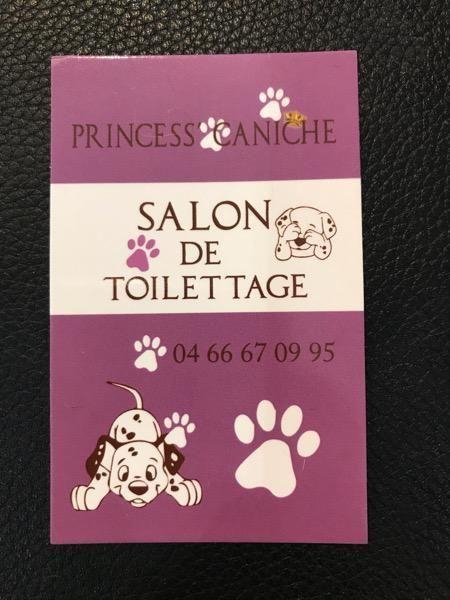 PRINCESS' CANICHE
SALON
DE
TOILETTAGE
04 66 67 09 95